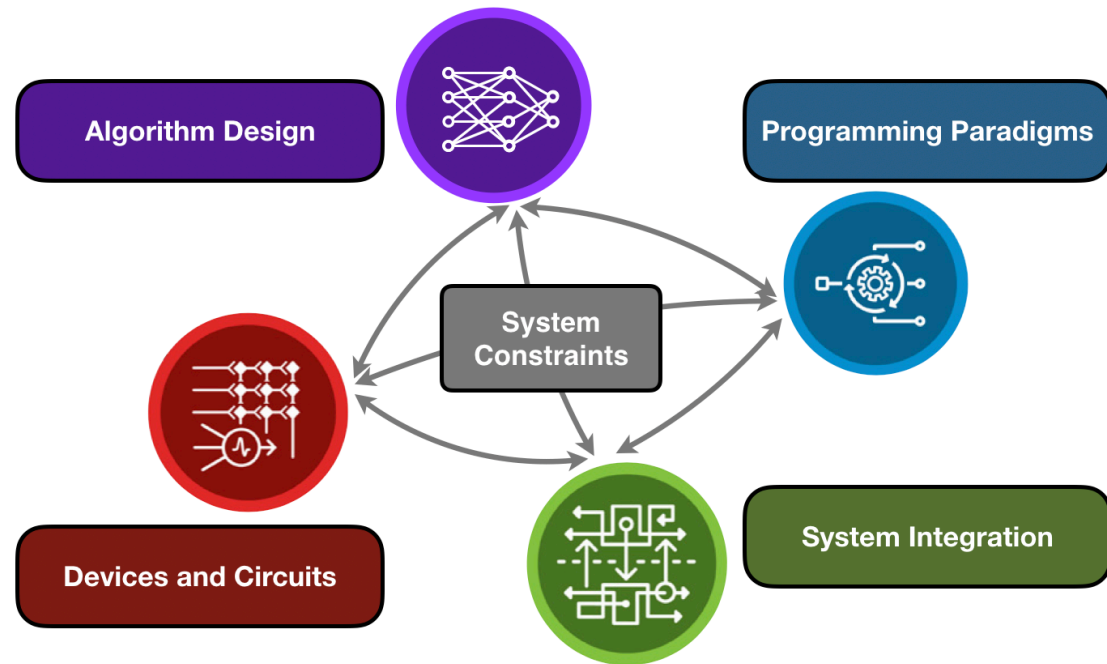 Algorithm Design
Programming Paradigms
System
Constraints
Devices and Circuits
System Integration